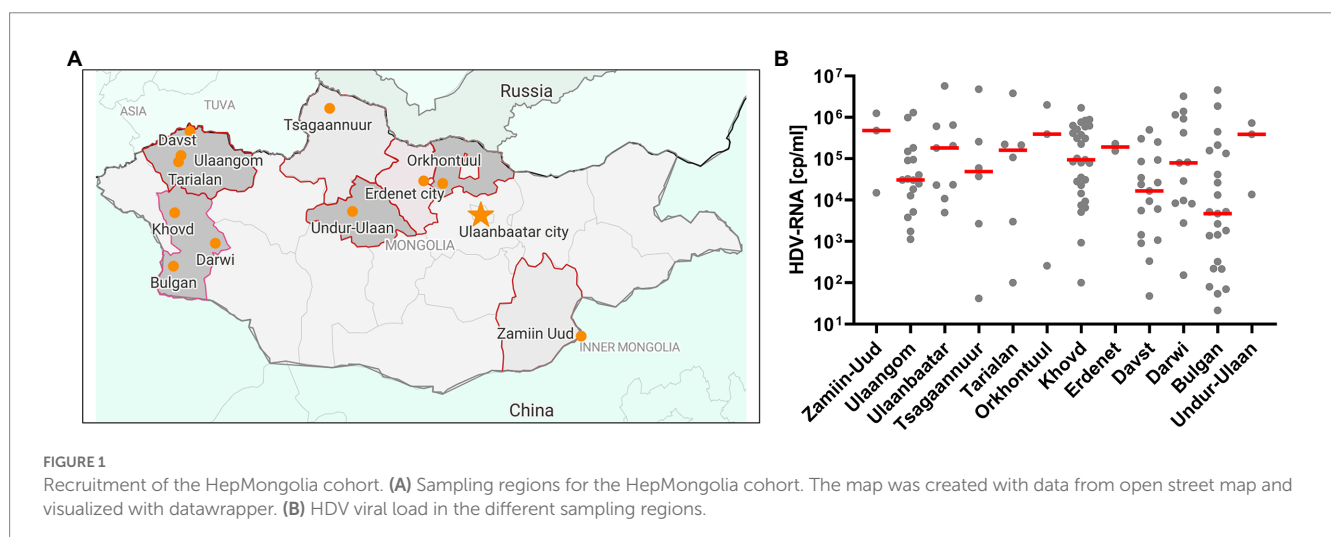 A
ASIA
TUVA
Russia
Tsagaannuur
Davst
Ulaangom
Tarialan
Orkhontuul
Erdenet city
Khovd
Undur-Ulaan
Ulaanbaatar city
MONGOLIA
Darwi
Bulgan
Zamiin Uud
INNER MONGOLIA
China
B
HDV-RNA [cp/ml]
10⁷
10⁶
10⁵
10⁴
10³
10²
10¹
Zamiin-Uud
Ulaangom
Ulaanbaatar
Tsagaannuur
Tarialan
Orkhontuul
Khovd
Erdenet
Davst
Darwi
Bulgan
Undur-Ulaan
FIGURE 1
Recruitment of the HepMongolia cohort. (A) Sampling regions for the HepMongolia cohort. The map was created with data from open street map and
visualized with datawrapper. (B) HDV viral load in the different sampling regions.